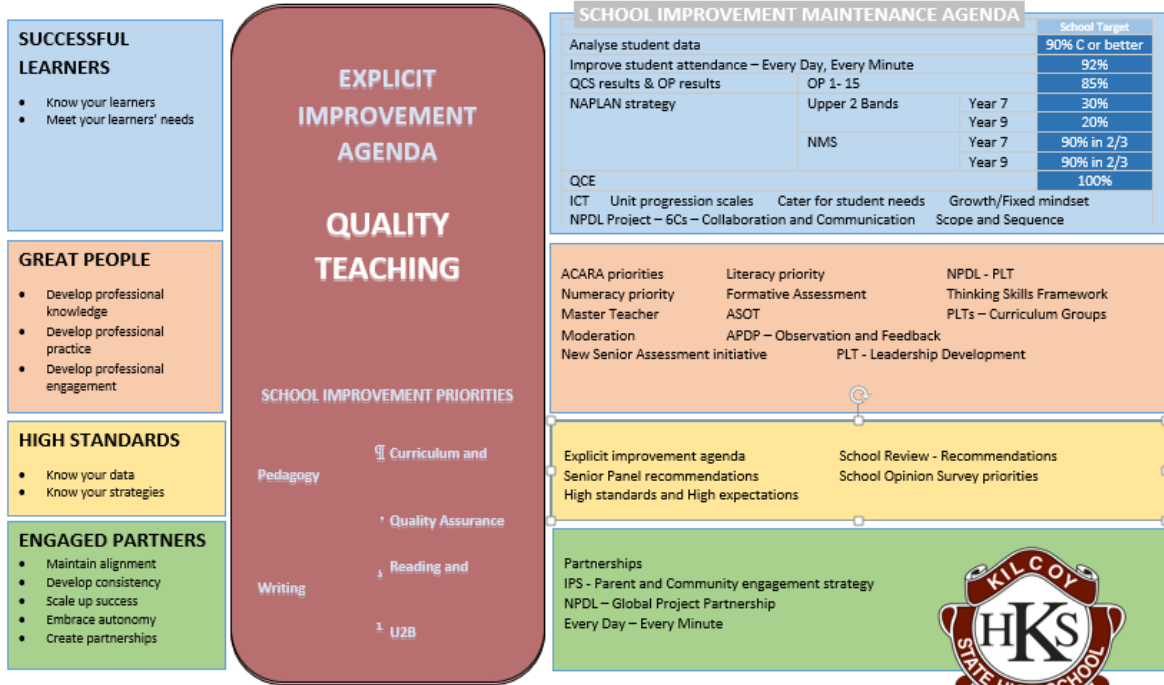 SUCCESSFUL
LEARNERS
• Know your learners
• Meet your learners' needs
GREAT PEOPLE
• Develop professional
knowledge
• Develop professional
practice
• Develop professional
engagement
HIGH STANDARDS
• Know your data
• Know your strategies
ENGAGED PARTNERS
• Maintain alignment
• Develop consistency
• Scale up success
• Embrace autonomy
• Create partnerships
EXPLICIT
IMPROVEMENT
AGENDA
QUALITY
TEACHING
SCHOOL IMPROVEMENT PRIORITIES
¶ Curriculum and
Pedagogy
Quality Assurance
Reading and
Writing
U2B
SCHOOL IMPROVEMENT MAINTENANCE AGENDA
School Target
Analyse student data 90% C or better
Improve student attendance – Every Day, Every Minute 92%
QCS results & OP results OP 1- 15 85%
NAPLAN strategy Upper 2 Bands Year 7 30%
Year 9 20%
NMS Year 7 90% in 2/3
Year 9 90% in 2/3
QCE 100%
ICT Unit progression scales Cater for student needs Growth/Fixed mindset
NPDL Project – 6Cs – Collaboration and Communication Scope and Sequence
ACARA priorities Literacy priority NPDL - PLT
Numeracy priority Formative Assessment Thinking Skills Framework
Master Teacher ASOT PLTs – Curriculum Groups
Moderation APDP – Observation and Feedback
New Senior Assessment initiative PLT - Leadership Development
Explicit improvement agenda School Review - Recommendations
Senior Panel recommendations School Opinion Survey priorities
High standards and High expectations
Partnerships
IPS - Parent and Community engagement strategy
NPDL – Global Project Partnership
Every Day – Every Minute
KILCOY
HKS
STATE HIGH SCHOOL